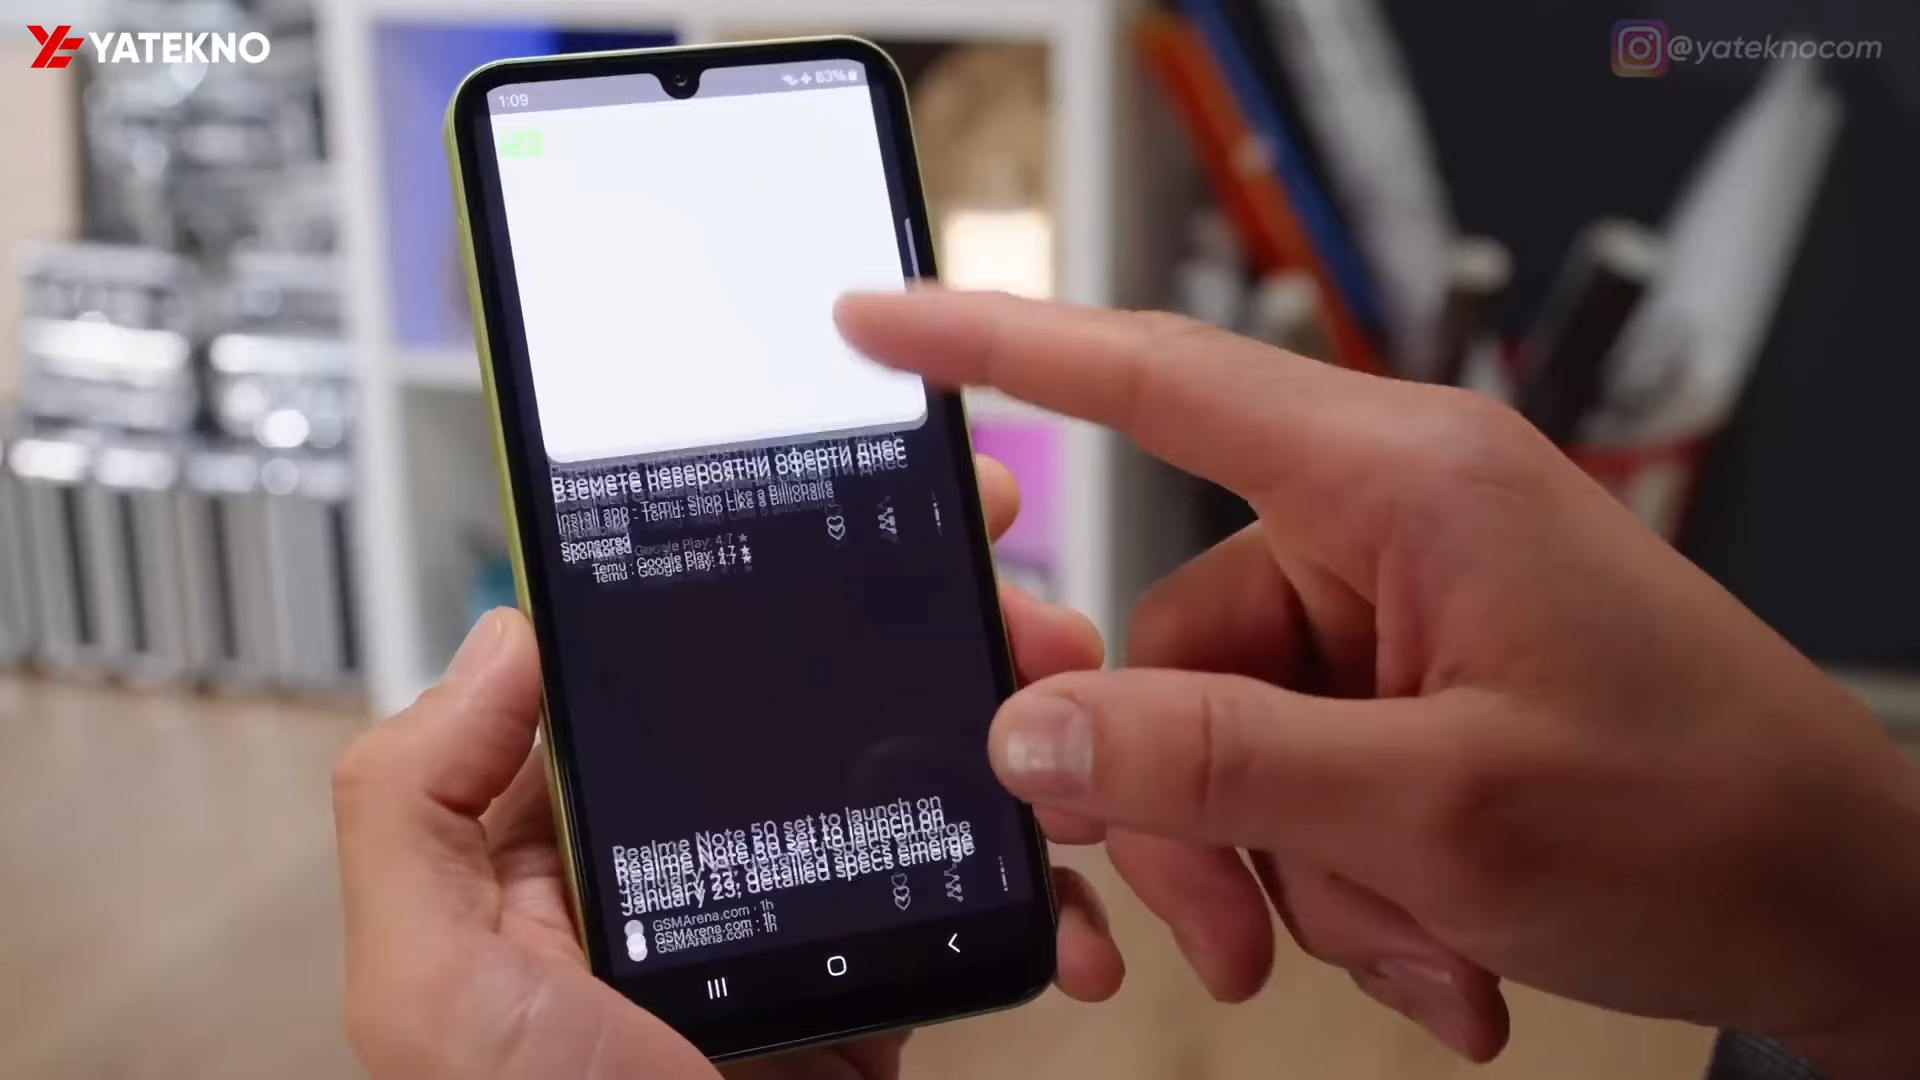 YATEKNO
@yateknocom
1:09
83%
Вземете невероятни оферти днес
Install app - Temu: Shop Like a Billionaire
Sponsored
Temu · Google Play: 4.7 ★
Realme Note 50 set to launch on
January 23, detailed specs emerge
GSMArena.com · 1h